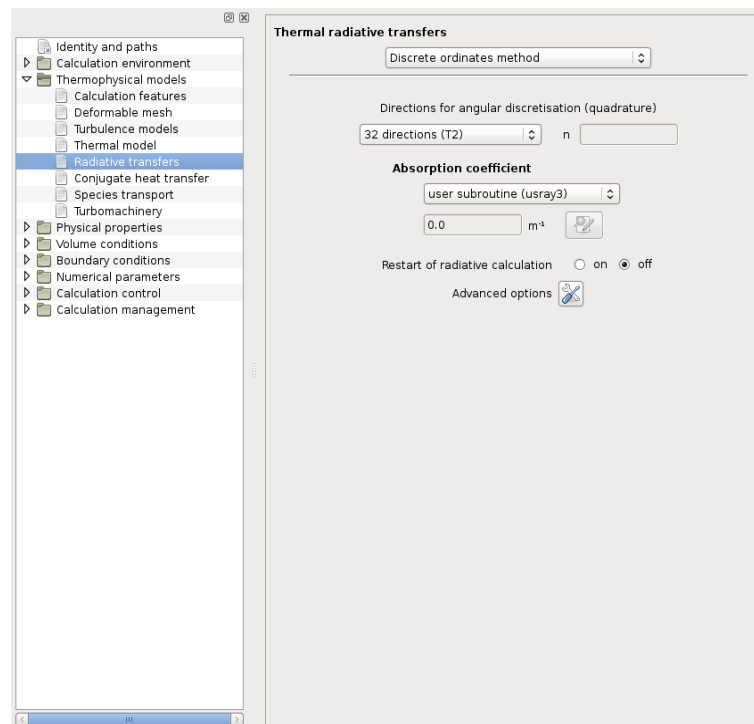 Identity and paths
Calculation environment
Thermophysical models
Calculation features
Deformable mesh
Turbulence models
Thermal model
Radiative transfers
Conjugate heat transfer
Species transport
Turbomachinery
Physical properties
Volume conditions
Boundary conditions
Numerical parameters
Calculation control
Calculation management
Thermal radiative transfers
Discrete ordinates method
Directions for angular discretisation (quadrature)
32 directions (T2) n
Absorption coefficient
user subroutine (usray3)
0.0 m⁻¹
Restart of radiative calculation on off
Advanced options